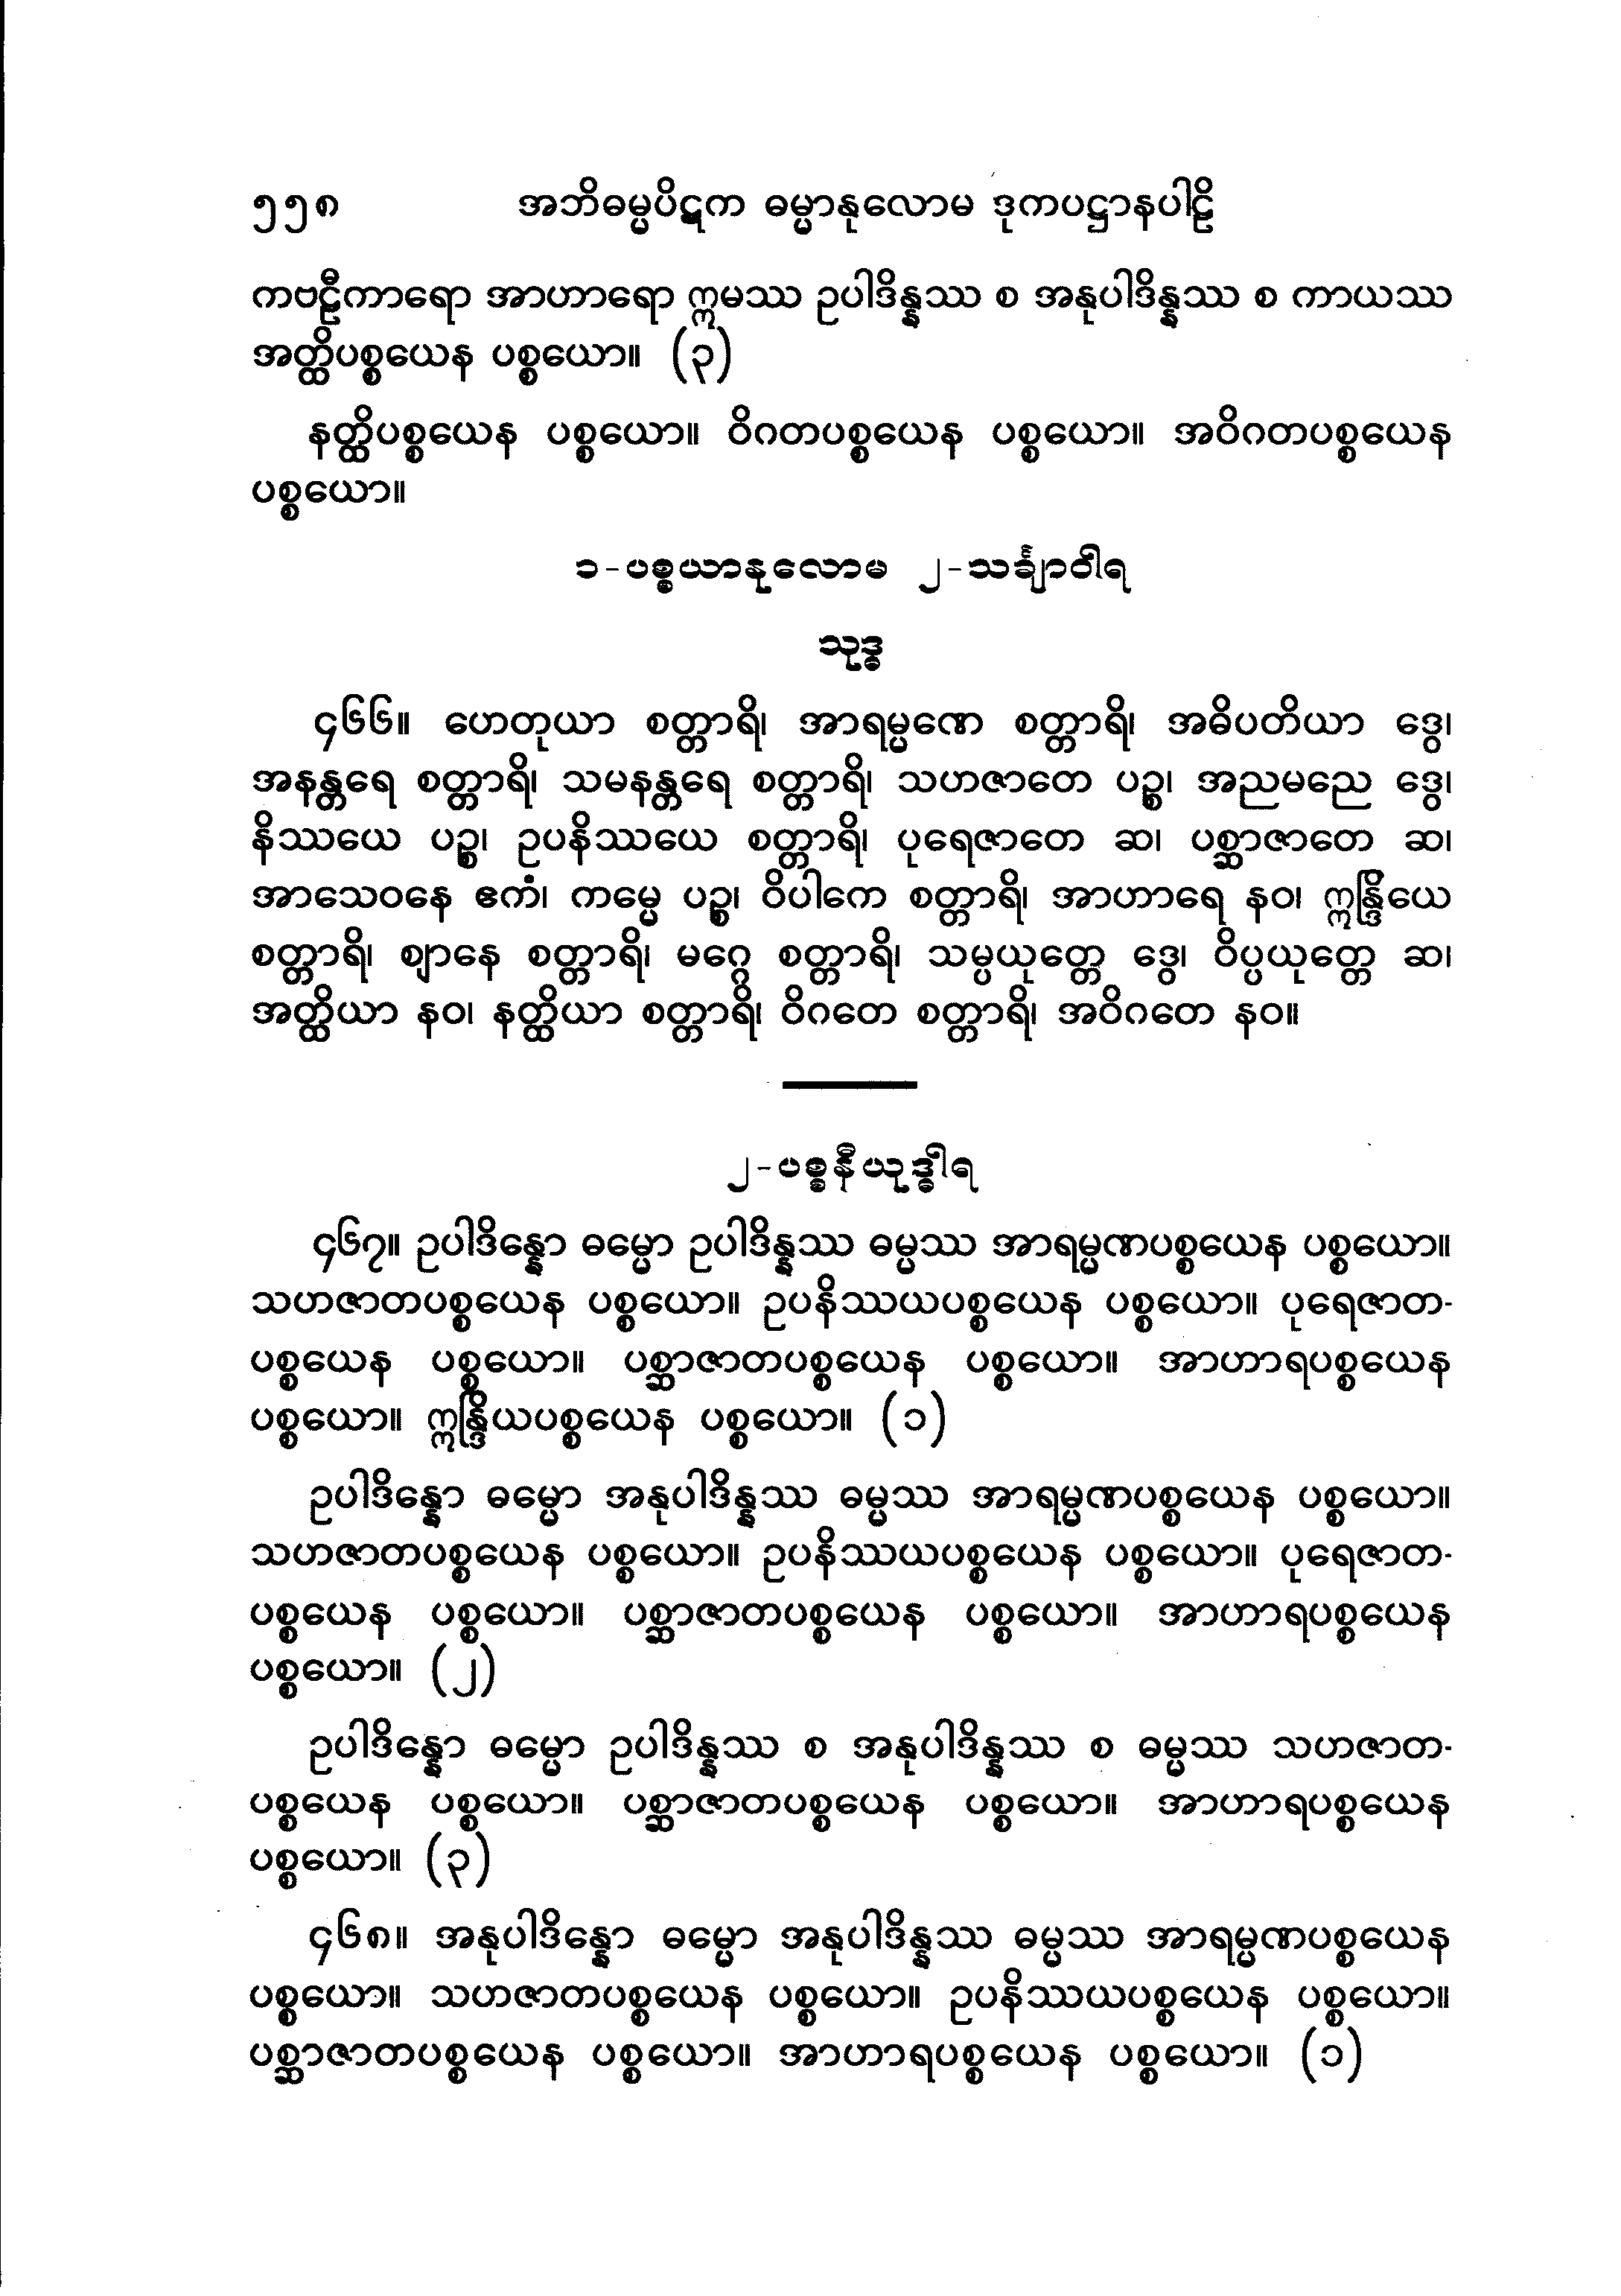 ၅၅၈ အဘိဓမ္မပိဋက ဓမ္မာနုလောမ ဒုကပဋ္ဌာနပါဠိ
ကဗဠီကာရော အာဟာရော ဣမဿ ဥပါဒိန္နဿ စ အနုပါဒိန္နဿ စ ကာယဿ
အတ္ထိပစ္စယေန ပစ္စယော။ (၃)
နတ္ထိပစ္စယေန ပစ္စယော။ ဝိဂတပစ္စယေန ပစ္စယော။ အဝိဂတပစ္စယေန
ပစ္စယော။
၁-ပစ္စယာနုလောမ ၂-သင်္ချာဝါရ
သုဒ္ဓ
၄၆၆။ ဟေတုယာ စတ္တာရိ၊ အာရမ္မဏေ စတ္တာရိ၊ အဓိပတိယာ ဒွေ၊
အနန္တရေ စတ္တာရိ၊ သမနန္တရေ စတ္တာရိ၊ သဟဇာတေ ပဉ္စ၊ အညမညေ ဒွေ၊
နိဿယေ ပဉ္စ၊ ဥပနိဿယေ စတ္တာရိ၊ ပုရေဇာတေ ဆ၊ ပစ္ဆာဇာတေ ဆ၊
အာသေဝနေ ဧကံ၊ ကမ္မေ ပဉ္စ၊ ဝိပါကေ စတ္တာရိ၊ အာဟာရေ နဝ၊ ဣန္ဒြိယေ
စတ္တာရိ၊ ဈာနေ စတ္တာရိ၊ မဂ္ဂေ စတ္တာရိ၊ သမ္ပယုတ္တေ ဒွေ၊ ဝိပ္ပယုတ္တေ ဆ၊
အတ္ထိယာ နဝ၊ နတ္ထိယာ စတ္တာရိ၊ ဝိဂတေ စတ္တာရိ၊ အဝိဂတေ နဝ။
၂-ပစ္စနီယုဒ္ဓါရ
၄၆၇။ ဥပါဒိန္နော ဓမ္မော ဥပါဒိန္နဿ ဓမ္မဿ အာရမ္မဏပစ္စယေန ပစ္စယော။
သဟဇာတပစ္စယေန ပစ္စယော။ ဥပနိဿယပစ္စယေန ပစ္စယော။ ပုရေဇာတ-
ပစ္စယေန ပစ္စယော။ ပစ္ဆာဇာတပစ္စယေန ပစ္စယော။ အာဟာရပစ္စယေန
ပစ္စယော။ ဣန္ဒြိယပစ္စယေန ပစ္စယော။ (၁)
ဥပါဒိန္နော ဓမ္မော အနုပါဒိန္နဿ ဓမ္မဿ အာရမ္မဏပစ္စယေန ပစ္စယော။
သဟဇာတပစ္စယေန ပစ္စယော။ ဥပနိဿယပစ္စယေန ပစ္စယော။ ပုရေဇာတ-
ပစ္စယေန ပစ္စယော။ ပစ္ဆာဇာတပစ္စယေန ပစ္စယော။ အာဟာရပစ္စယေန
ပစ္စယော။ (၂)
ဥပါဒိန္နော ဓမ္မော ဥပါဒိန္နဿ စ အနုပါဒိန္နဿ စ ဓမ္မဿ သဟဇာတ-
ပစ္စယေန ပစ္စယော။ ပစ္ဆာဇာတပစ္စယေန ပစ္စယော။ အာဟာရပစ္စယေန
ပစ္စယော။ (၃)
၄၆၈။ အနုပါဒိန္နော ဓမ္မော အနုပါဒိန္နဿ ဓမ္မဿ အာရမ္မဏပစ္စယေန
ပစ္စယော။ သဟဇာတပစ္စယေန ပစ္စယော။ ဥပနိဿယပစ္စယေန ပစ္စယော။
ပစ္ဆာဇာတပစ္စယေန ပစ္စယော။ အာဟာရပစ္စယေန ပစ္စယော။ (၁)